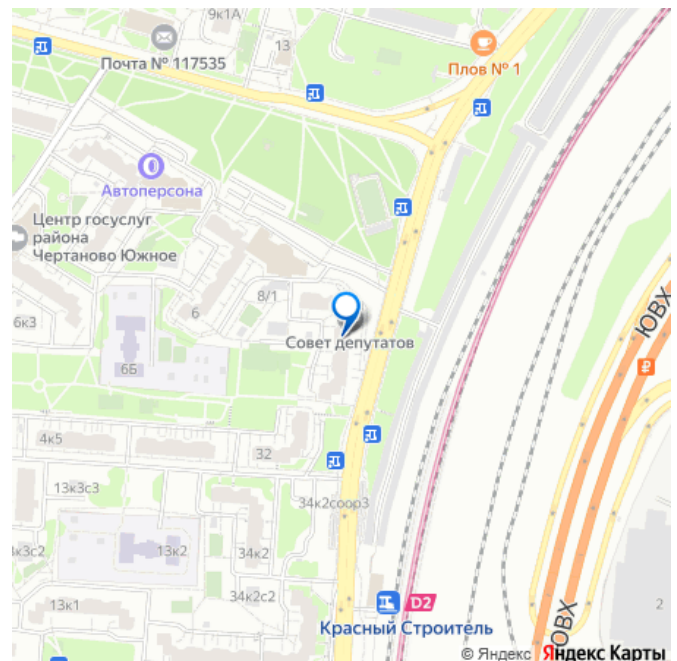 9к1А
Почта № 117535
13
Плов № 1
Автоперсона
Центр госуслуг
района
Чертаново Южное
8/1
6
6к3
Совет депутатов
6Б
ЮВХ
₽
4к5
32
13к3с3
34к2соор3
13к2
34к2
34к2с2
13к1
D2
Красный Строитель
2
ЮВХ
© Яндекс Яндекс Карты